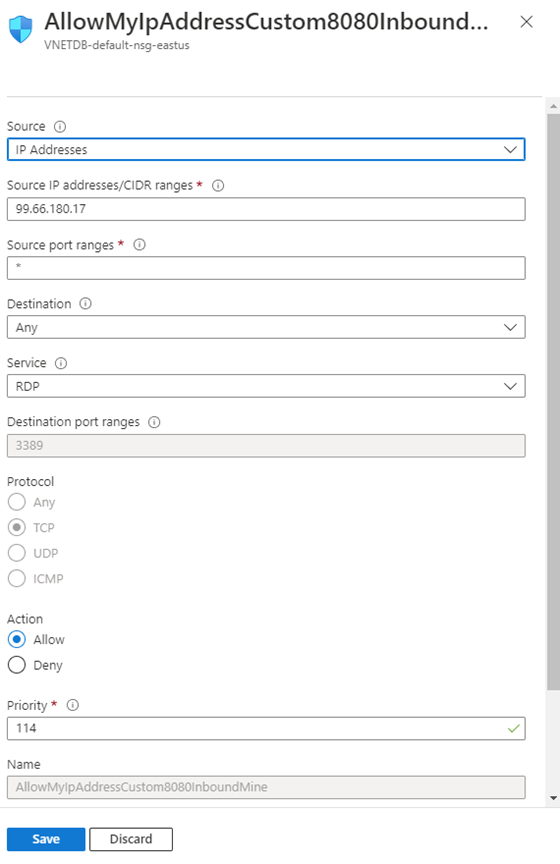 AllowMyIpAddressCustom8080Inbound...
VNETDB-default-nsg-eastus
Source
IP Addresses
Source IP addresses/CIDR ranges *
99.66.180.17
Source port ranges *
*
Destination
Any
Service
RDP
Destination port ranges
3389
Protocol
Any
TCP
UDP
ICMP
Action
Allow
Deny
Priority *
114
Name
AllowMyIpAddressCustom8080InboundMine
Save Discard